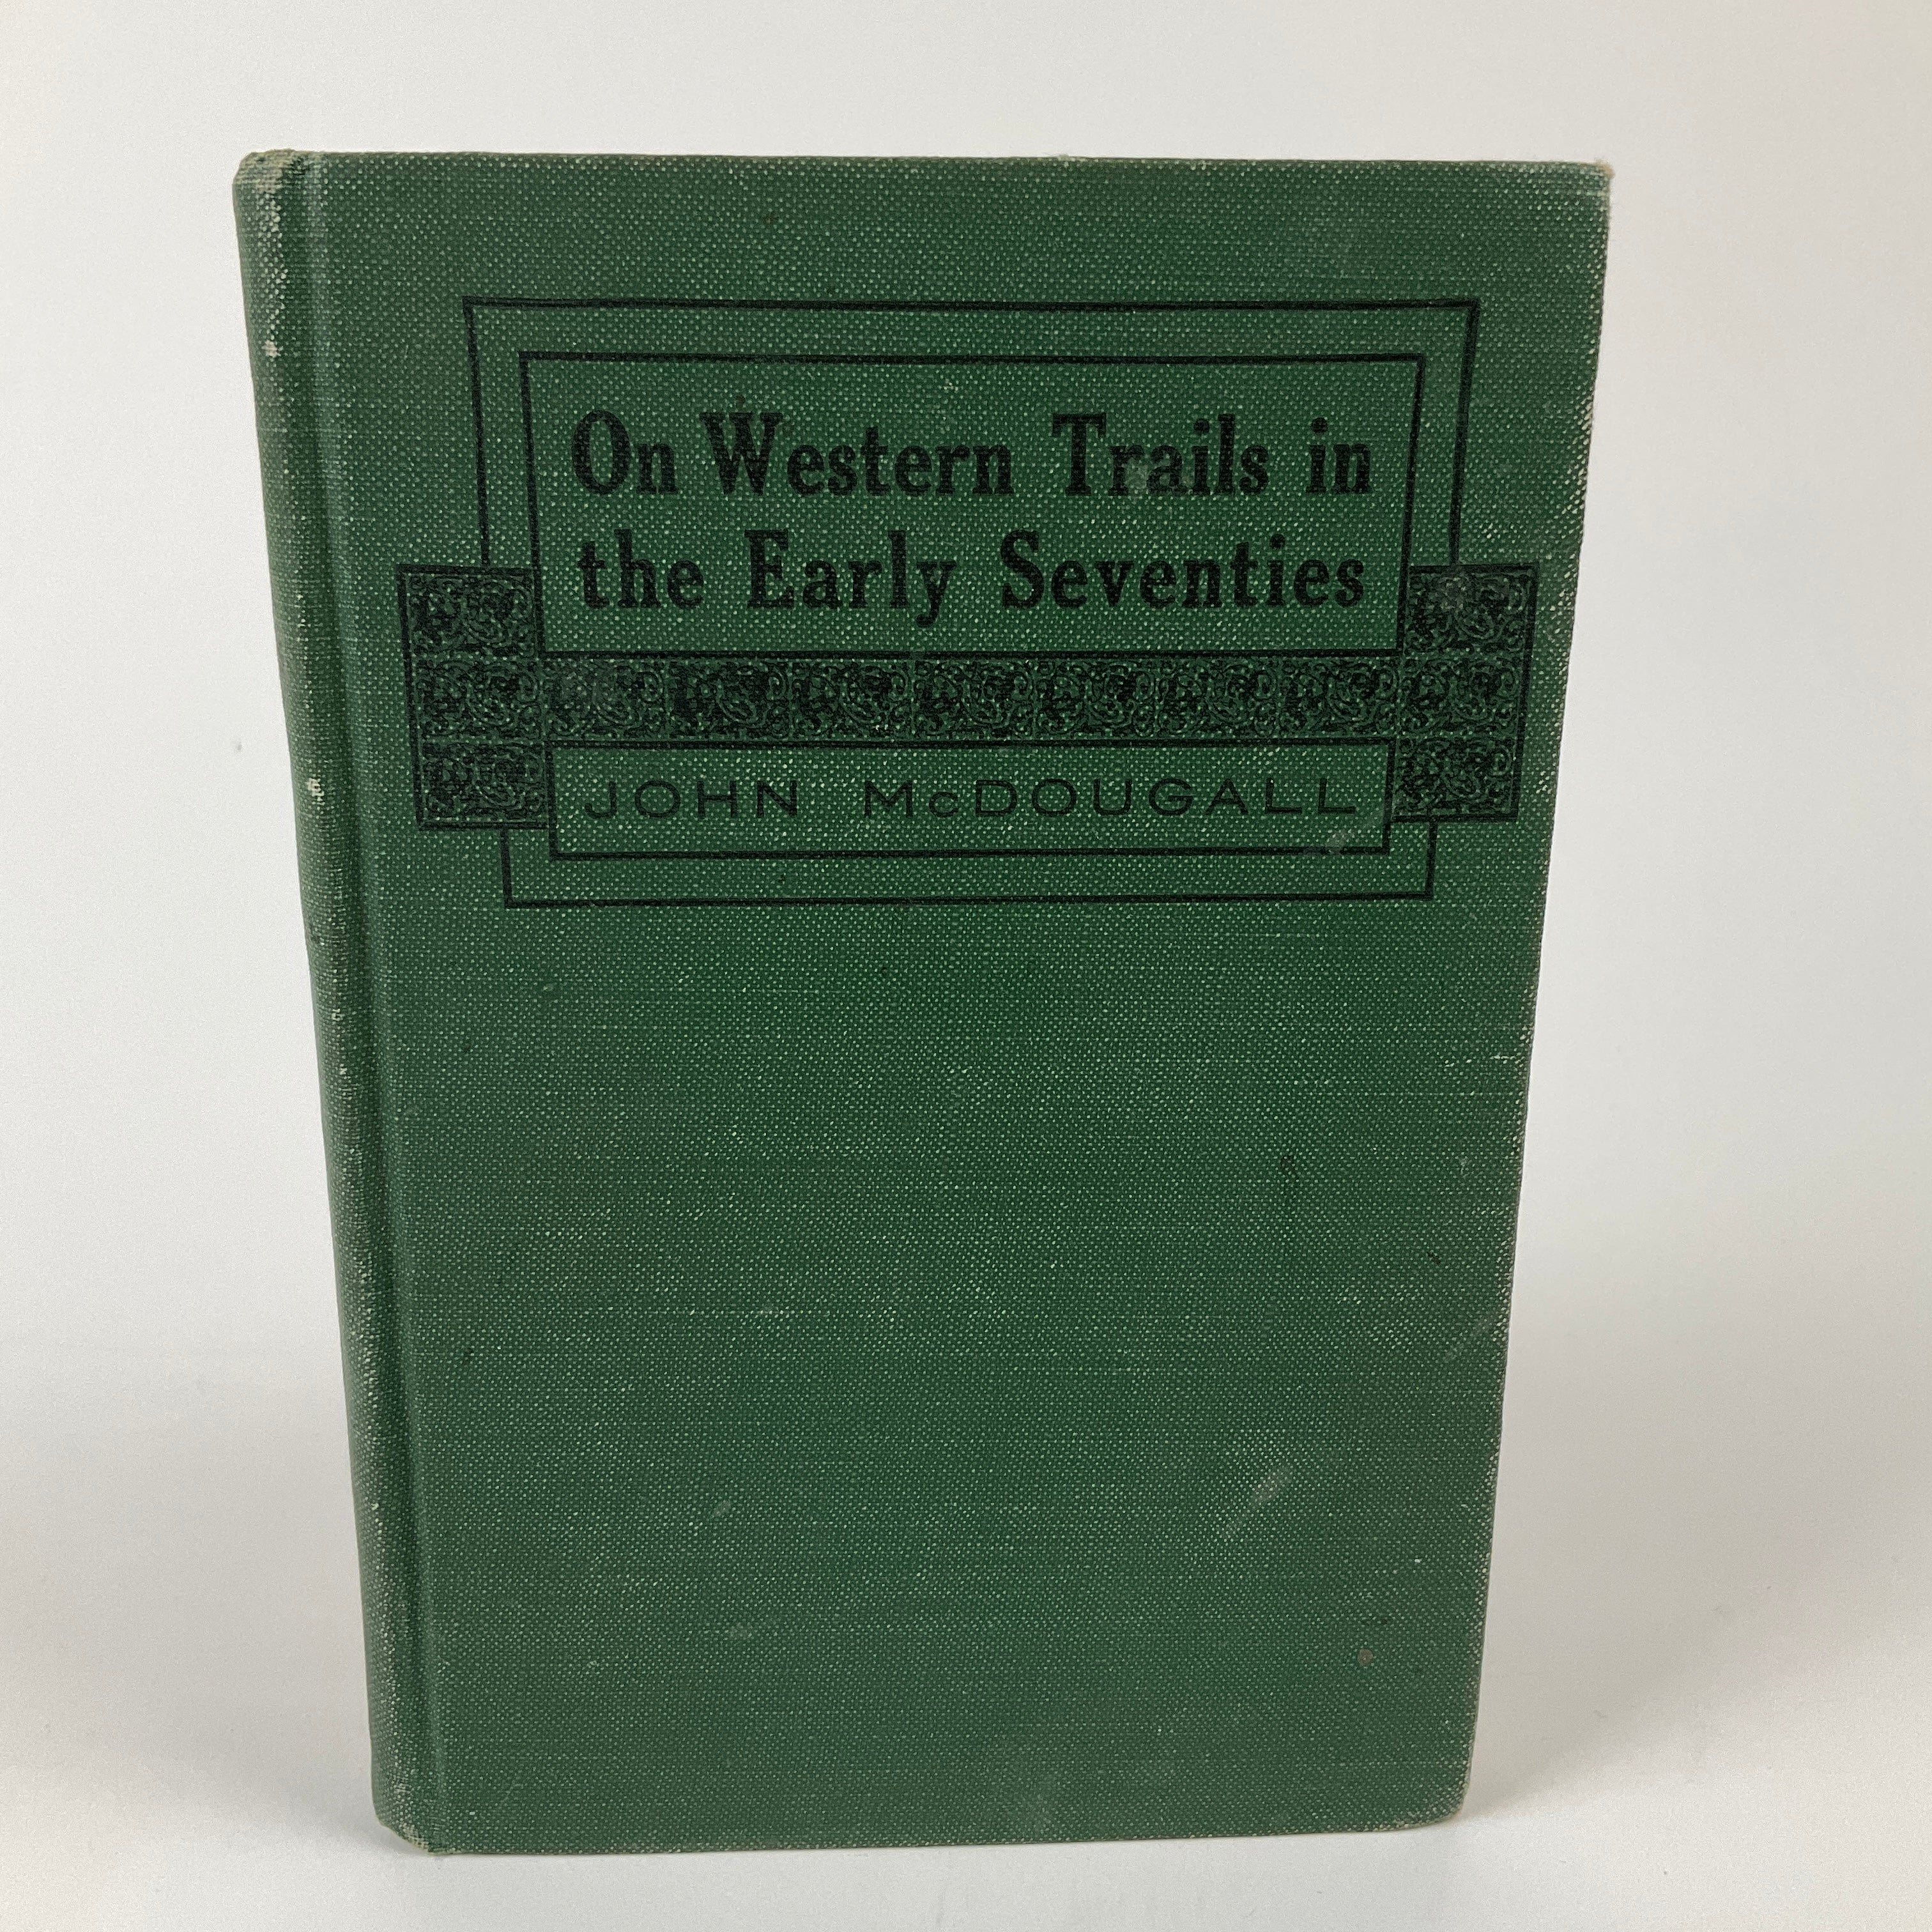 On Western Trails in
the Early Seventies
JOHN McDOUGALL